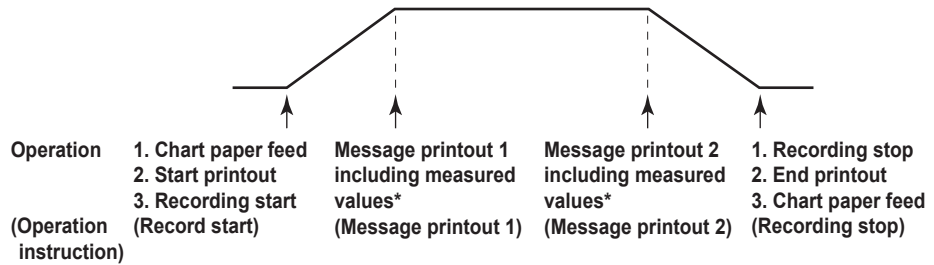 Operation
1. Chart paper feed
2. Start printout
3. Recording start
(Operation instruction)
(Record start)
Message printout 1
including measured
values*
(Message printout 1)
Message printout 2
including measured
values*
(Message printout 2)
1. Recording stop
2. End printout
3. Chart paper feed
(Recording stop)